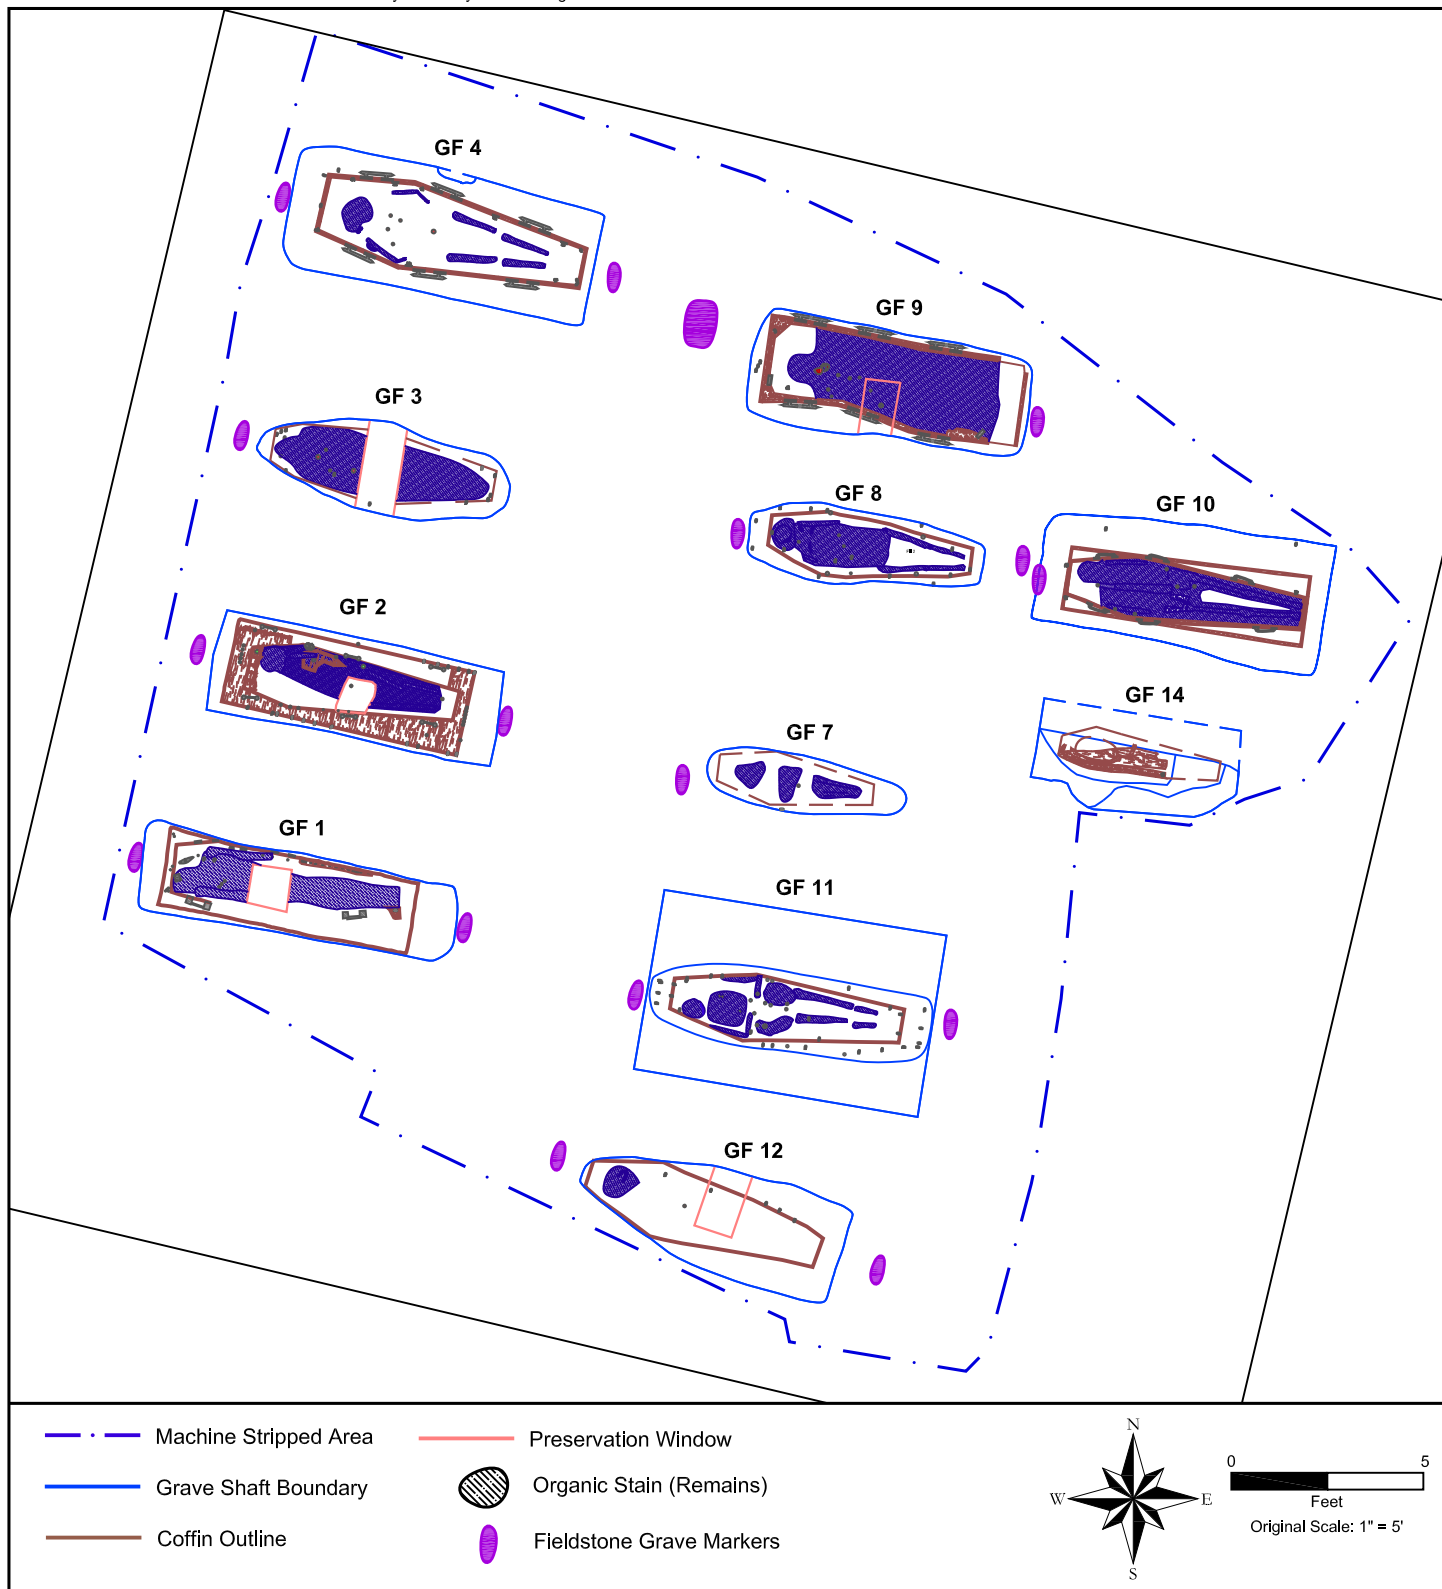 GF 4
GF 9
GF 3
GF 8
GF 10
GF 2
GF 14
GF 7
GF 1
GF 11
GF 12
Machine Stripped Area
Grave Shaft Boundary
Coffin Outline
Preservation Window
Organic Stain (Remains)
Fieldstone Grave Markers
N
W
E
S
0 5
Feet
Original Scale: 1" = 5'